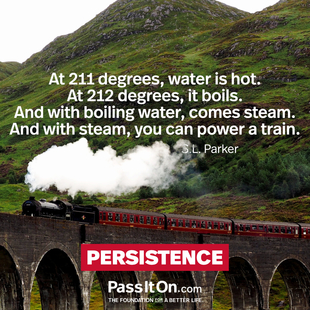 At 211 degrees, water is hot.
At 212 degrees, it boils.
And with boiling water, comes steam.
And with steam, you can power a train.
S.L. Parker
PERSISTENCE
PassItOn.com
THE FOUNDATION FOR A BETTER LIFE